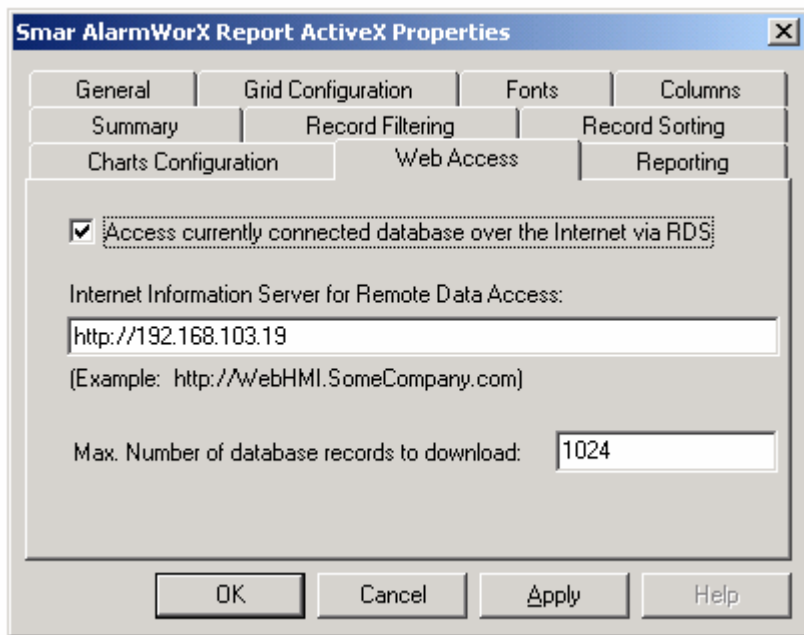 Smar AlarmWorX Report ActiveX Properties
General Grid Configuration Fonts Columns
Summary Record Filtering Record Sorting
Charts Configuration Web Access Reporting
Access currently connected database over the Internet via RDS
Internet Information Server for Remote Data Access:
http://192.168.103.19
(Example: http://WebHMI.SomeCompany.com)
Max. Number of database records to download: 1024
OK Cancel Apply Help